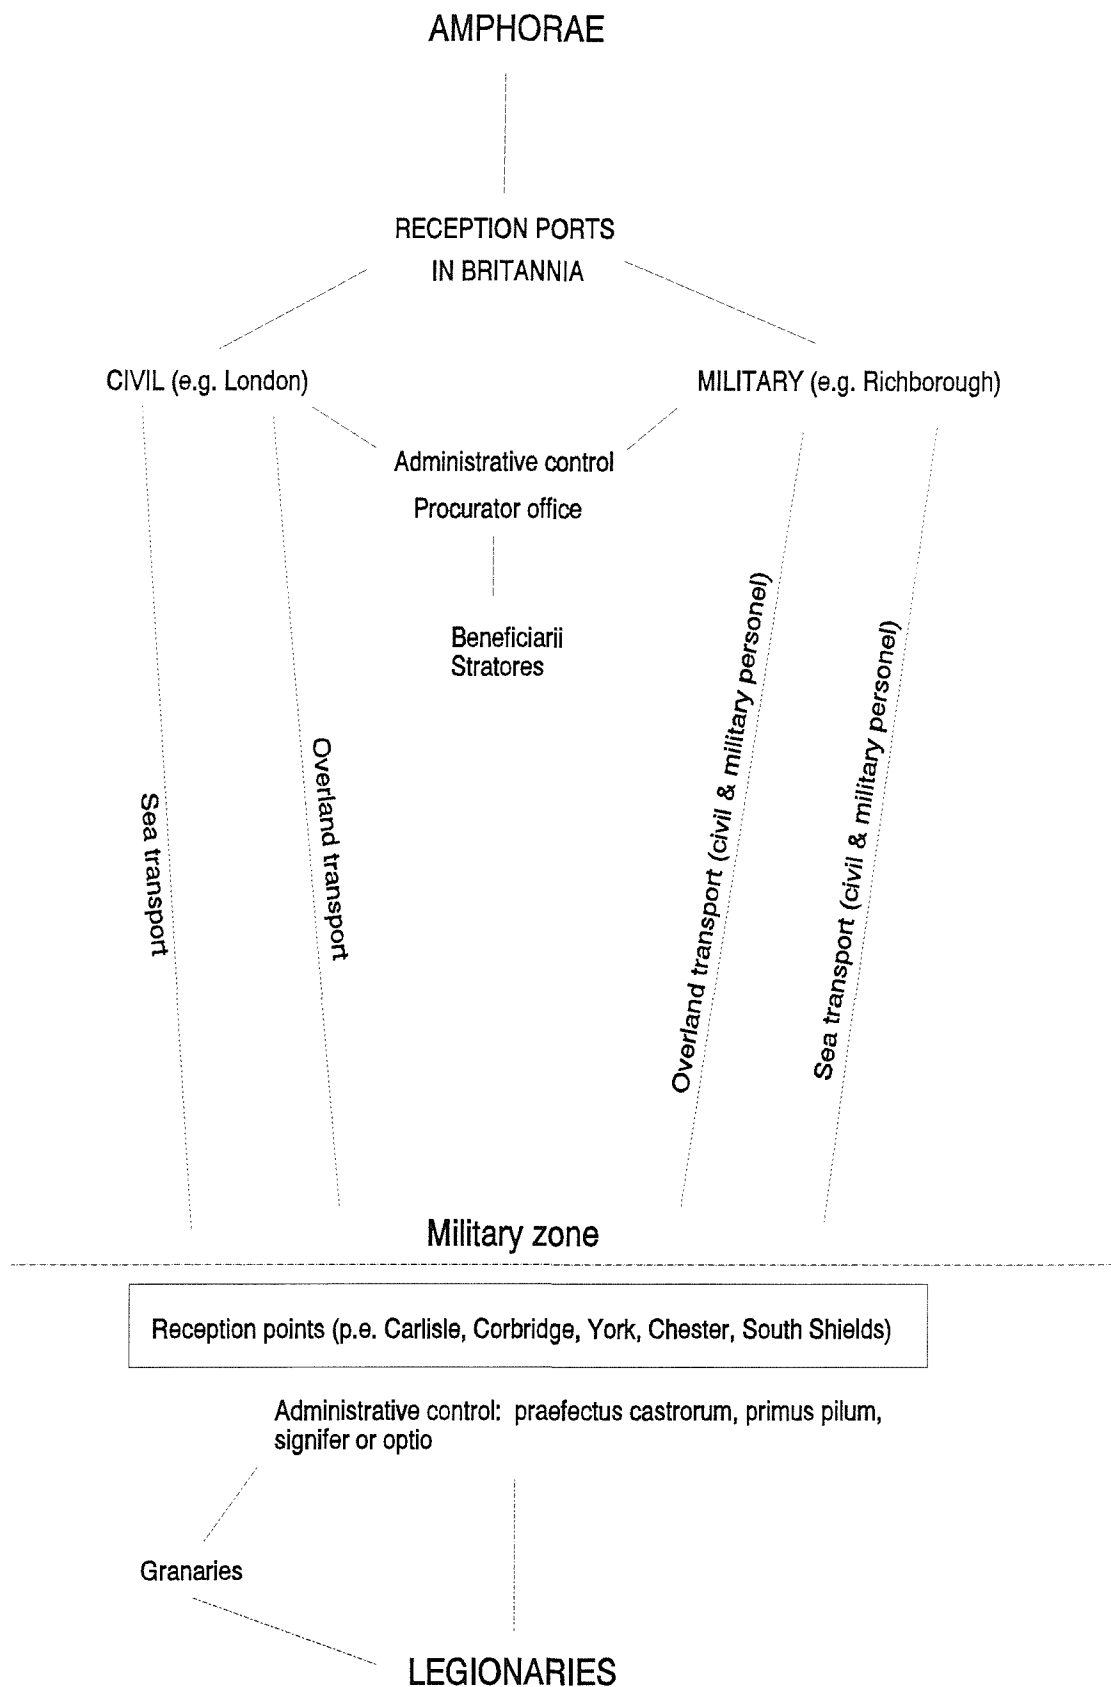 AMPHORAE
RECEPTION PORTS
IN BRITANNIA
CIVIL (e.g. London)
MILITARY (e.g. Richborough)
Administrative control
Procurator office
Beneficiarii
Stratores
Sea transport
Overland transport
Overland transport (civil & military personel)
Sea transport (civil & military personel)
Military zone
Reception points (p.e. Carlisle, Corbridge, York, Chester, South Shields)
Administrative control: praefectus castrorum, primus pilum,
signifer or optio
Granaries
LEGIONARIES